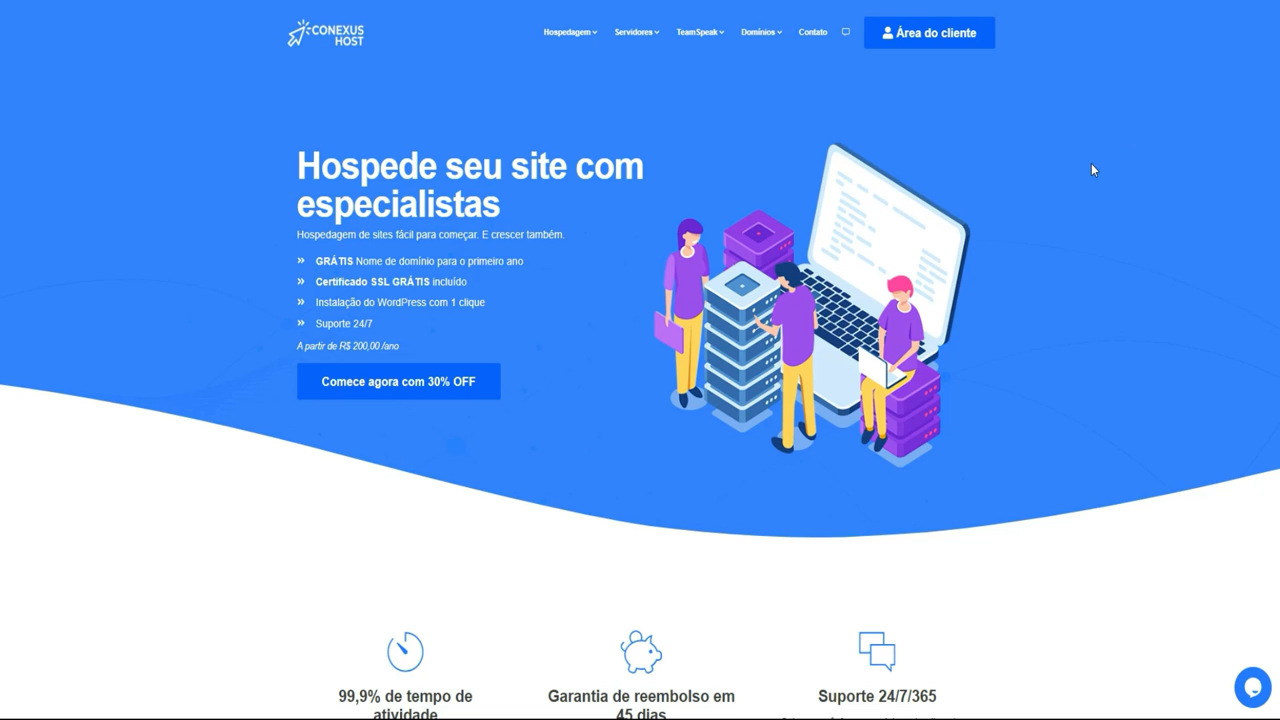 CONEXUS
HOST
Hospedagem
Servidores
TeamSpeak
Domínios
Contato
Área do cliente
Hospede seu site com
especialistas
Hospedagem de sites fácil para começar. E crescer também.
GRÁTIS Nome de domínio para o primeiro ano
Certificado SSL GRÁTIS incluído
Instalação do WordPress com 1 clique
Suporte 24/7
A partir de R$ 200,00 /ano
Comece agora com 30% OFF
99,9% de tempo de
atividade
Garantia de reembolso em
45 dias
Suporte 24/7/365